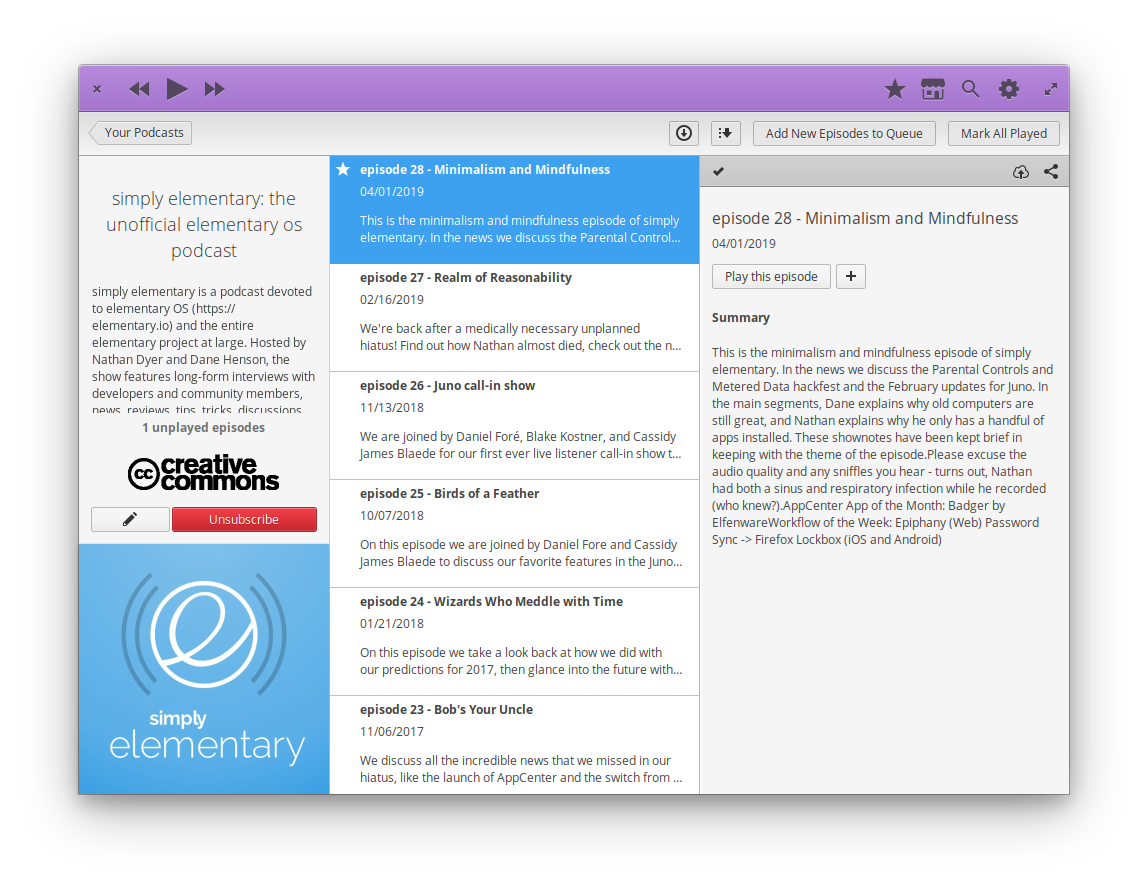 Your Podcasts
Add New Episodes to Queue
Mark All Played
simply elementary: the
unofficial elementary os
podcast
simply elementary is a podcast devoted
to elementary OS (https://
elementary.io) and the entire
elementary project at large. Hosted by
Nathan Dyer and Dane Henson, the
show features long-form interviews with
developers and community members,
news, reviews, tips, tricks, discussions
1 unplayed episodes
cc creative
commons
Unsubscribe
simply
elementary
episode 28 - Minimalism and Mindfulness
04/01/2019
This is the minimalism and mindfulness episode of simply
elementary. In the news we discuss the Parental Control...
episode 27 - Realm of Reasonability
02/16/2019
We're back after a medically necessary unplanned
hiatus! Find out how Nathan almost died, check out the n...
episode 26 - Juno call-in show
11/13/2018
We are joined by Daniel Foré, Blake Kostner, and Cassidy
James Blaede for our first ever live listener call-in show t...
episode 25 - Birds of a Feather
10/07/2018
On this episode we are joined by Daniel Fore and Cassidy
James Blaede to discuss our favorite features in the Juno...
episode 24 - Wizards Who Meddle with Time
01/21/2018
On this episode we take a look back at how we did with
our predictions for 2017, then glance into the future with...
episode 23 - Bob's Your Uncle
11/06/2017
We discuss all the incredible news that we missed in our
hiatus, like the launch of AppCenter and the switch from ...
episode 28 - Minimalism and Mindfulness
04/01/2019
Play this episode
Summary
This is the minimalism and mindfulness episode of simply
elementary. In the news we discuss the Parental Controls and
Metered Data hackfest and the February updates for Juno. In
the main segments, Dane explains why old computers are
still great, and Nathan explains why he only has a handful of
apps installed. These shownotes have been kept brief in
keeping with the theme of the episode.Please excuse the
audio quality and any sniffles you hear - turns out, Nathan
had both a sinus and respiratory infection while he recorded
(who knew?).AppCenter App of the Month: Badger by
ElfenwareWorkflow of the Week: Epiphany (Web) Password
Sync -> Firefox Lockbox (iOS and Android)